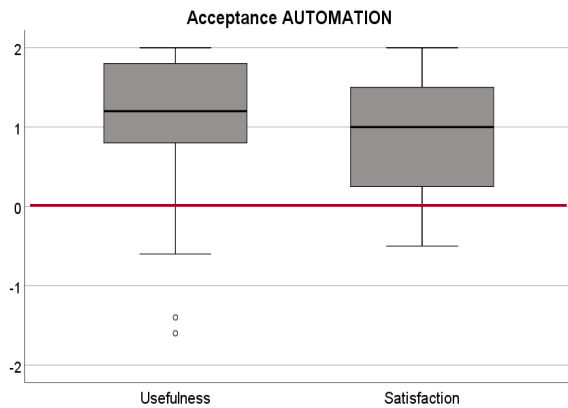 Acceptance AUTOMATION
2
1
0
-1
-2
Usefulness
Satisfaction